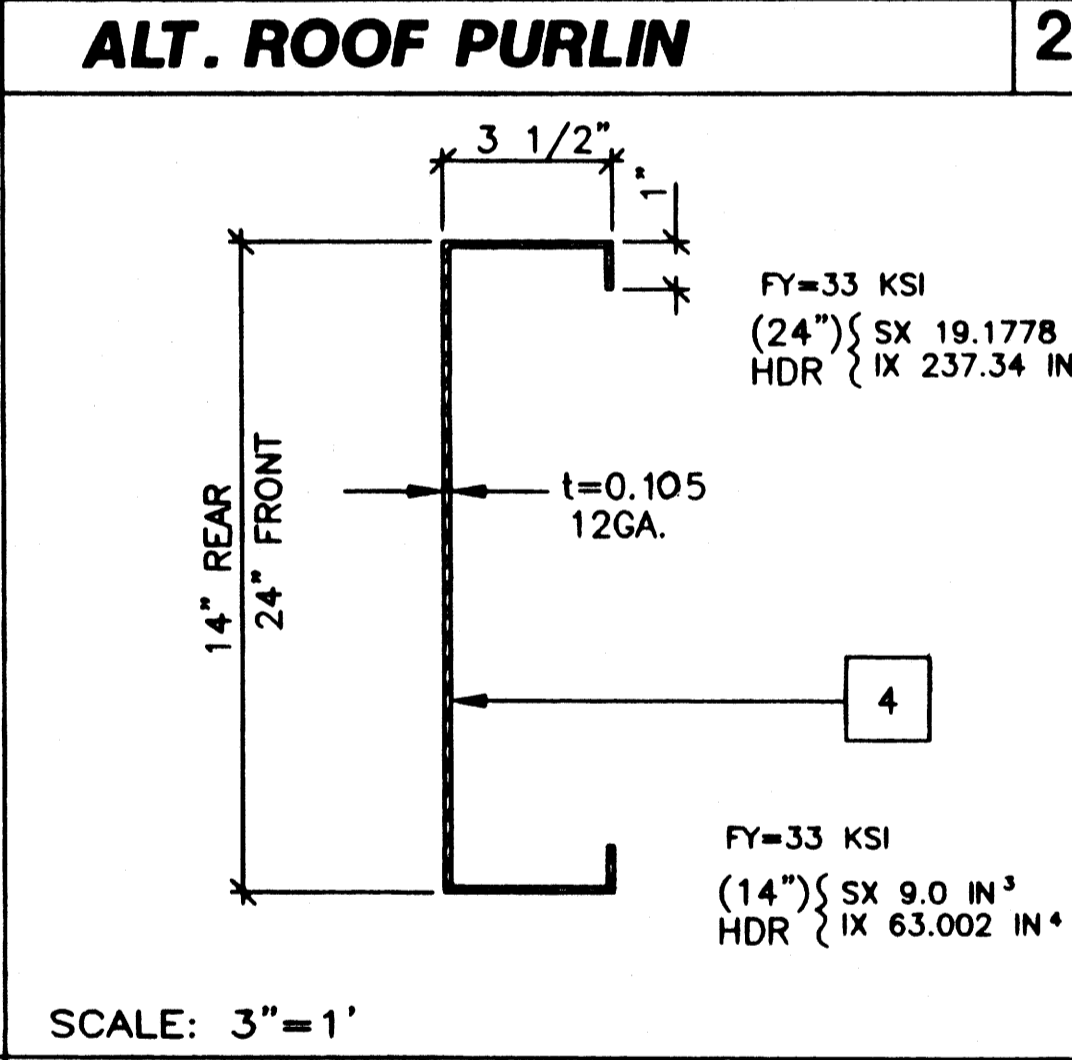 ALT. ROOF PURLIN
2
3 1/2"
1"
FY=33 KSI
(24") SX 19.1778
HDR IX 237.34 IN
14" REAR
24" FRONT
t=0.105
12GA.
4
FY=33 KSI
(14") SX 9.0 IN³
HDR IX 63.002 IN⁴
SCALE: 3"=1'